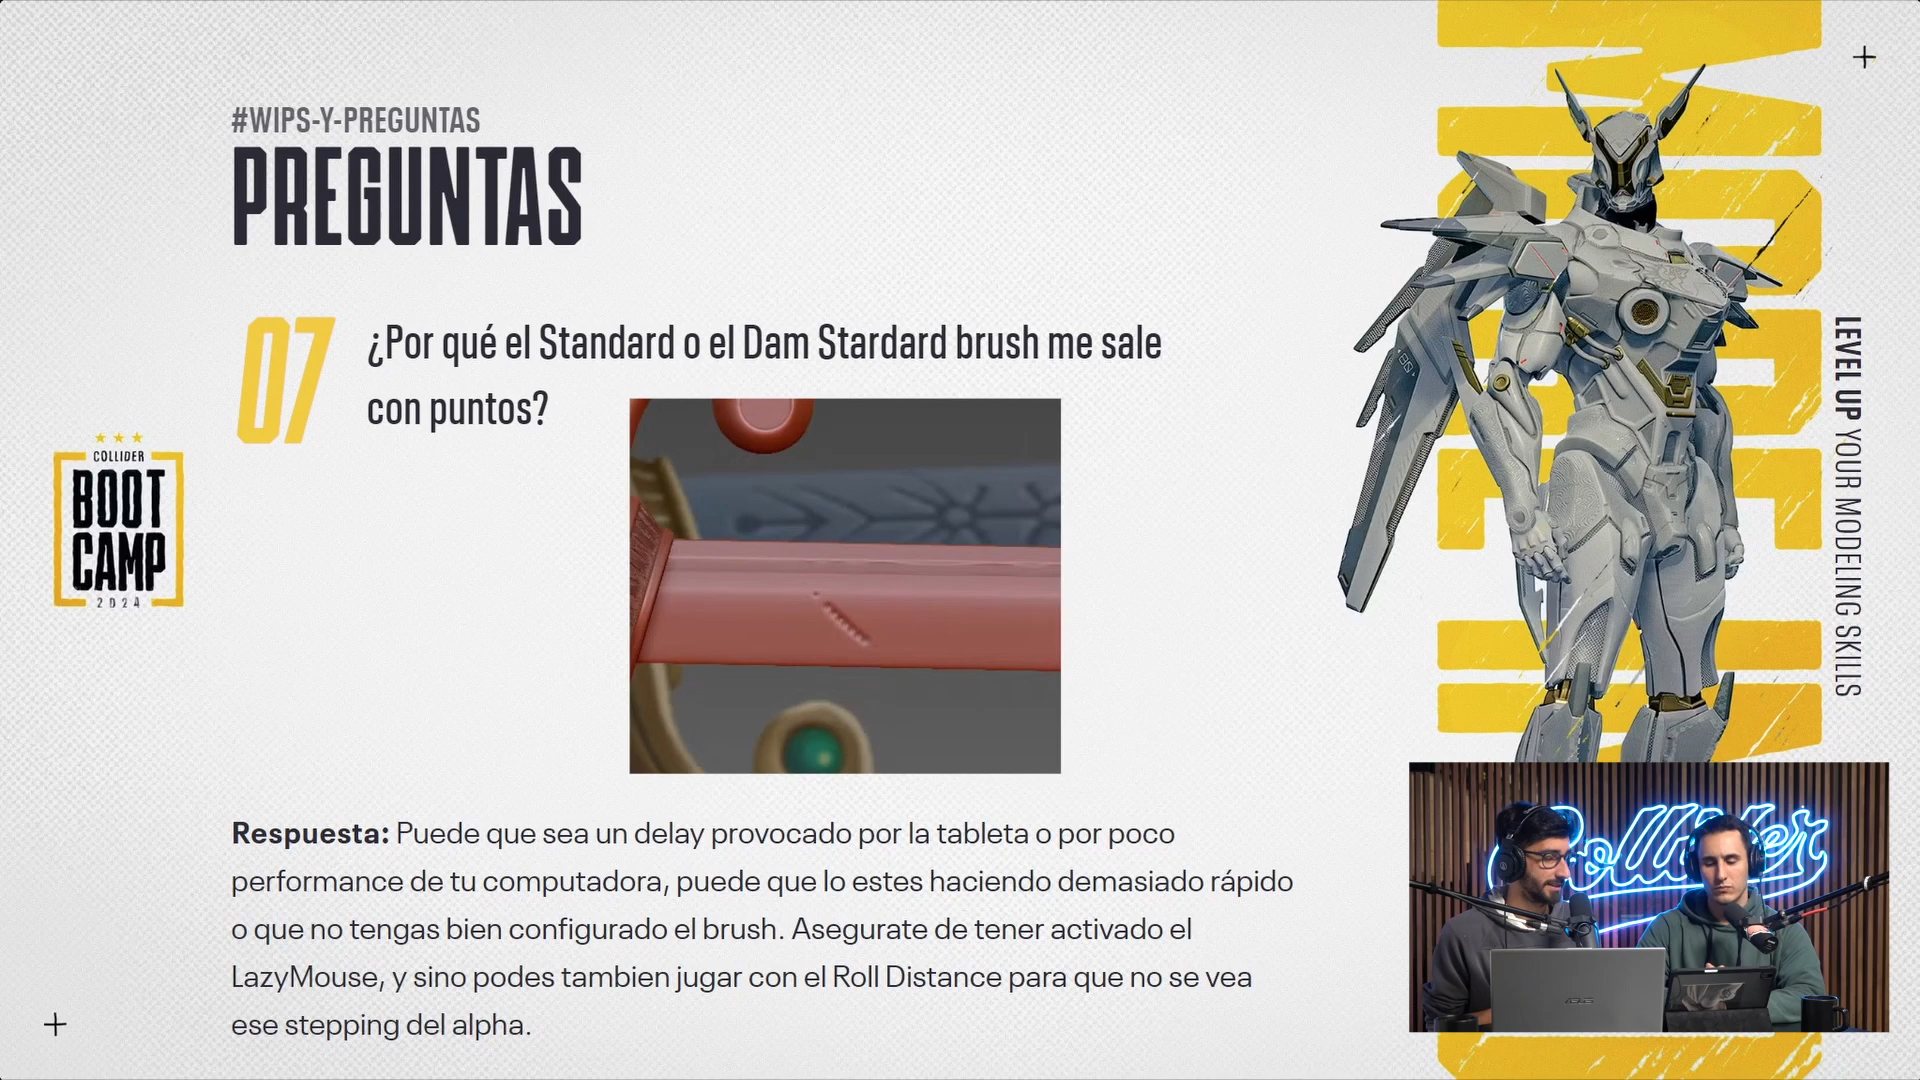 #WIPS-Y-PREGUNTAS
PREGUNTAS
07
¿Por qué el Standard o el Dam Stardard brush me sale
con puntos?
COLLIDER
BOOT
CAMP
2024
Respuesta: Puede que sea un delay provocado por la tableta o por poco
performance de tu computadora, puede que lo estes haciendo demasiado rápido
o que no tengas bien configurado el brush. Asegurate de tener activado el
LazyMouse, y sino podes tambien jugar con el Roll Distance para que no se vea
ese stepping del alpha.
LEVEL UP YOUR MODELING SKILLS
Collider
ASUS